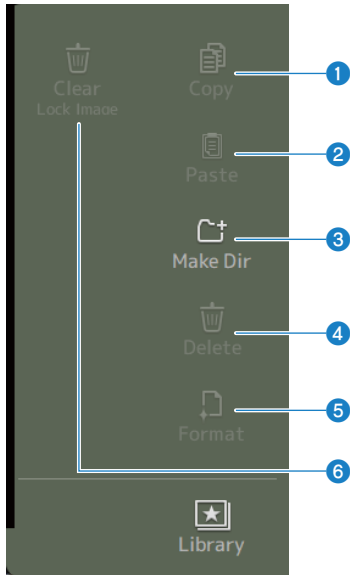 Clear
Lock Image
Copy
1
Paste
2
Make Dir
3
Delete
4
Format
5
6
Library